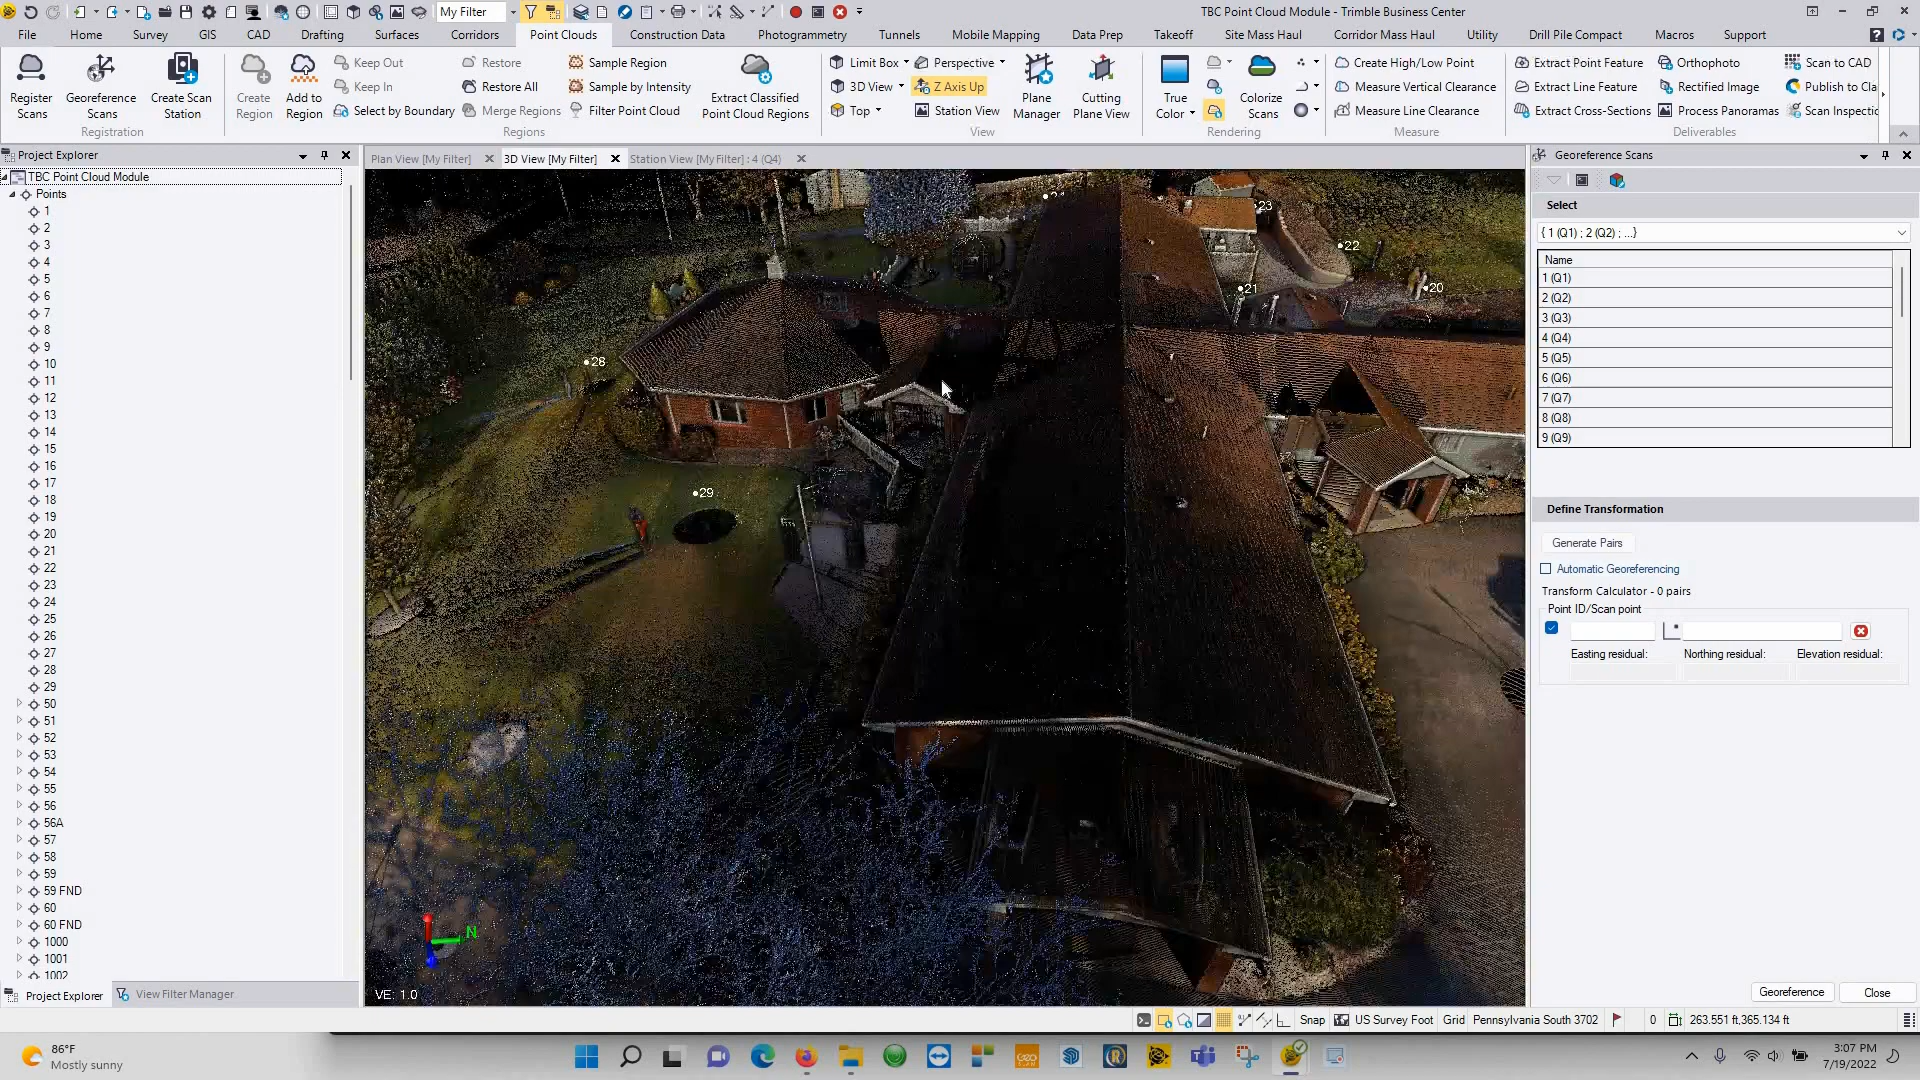 My Filter
TBC Point Cloud Module - Trimble Business Center
File Home Survey GIS CAD Drafting Surfaces Corridors Point Clouds Construction Data Photogrammetry Tunnels Mobile Mapping Data Prep Takeoff Site Mass Haul Corridor Mass Haul Utility Drill Pile Compact Macros Support
Keep Out Restore Sample Region Limit Box Perspective Create High/Low Point Extract Point Feature Orthophoto Scan to CAD
Keep In Restore All Sample by Intensity 3D View Z Axis Up Measure Vertical Clearance Extract Line Feature Rectified Image Publish to Cla
Register Scans Georeference Scans Create Scan Station Create Region Add to Region Select by Boundary Merge Regions Filter Point Cloud Extract Classified Point Cloud Regions Top Station View Plane Manager Cutting Plane View True Color Colorize Scans Measure Line Clearance Extract Cross-Sections Process Panoramas Scan Inspectic
Registration Regions View Rendering Measure Deliverables
Project Explorer
Plan View [My Filter] 3D View [My Filter] Station View [My Filter] : 4 (Q4)
Georeference Scans
TBC Point Cloud Module
Points
1
2
3
4
5
6
7
8
9
10
11
12
13
14
15
16
17
18
19
20
21
22
23
24
25
26
27
28
29
50
51
52
53
54
55
56
56A
57
58
59
59 FND
60
60 FND
1000
1001
1002
Project Explorer View Filter Manager
23
22
21
20
28
29
N
VE: 1.0
Select
{ 1 (Q1) ; 2 (Q2) ; ...}
Name
1 (Q1)
2 (Q2)
3 (Q3)
4 (Q4)
5 (Q5)
6 (Q6)
7 (Q7)
8 (Q8)
9 (Q9)
Define Transformation
Generate Pairs
Automatic Georeferencing
Transform Calculator - 0 pairs
Point ID/Scan point
Easting residual: Northing residual: Elevation residual:
Georeference Close
Snap US Survey Foot Grid Pennsylvania South 3702 0 263.551 ft,365.134 ft
86°F
Mostly sunny
3:07 PM
7/19/2022